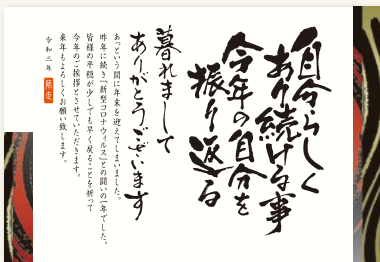 自分らしく
あり続ける事
今年の自分を
振り返る
暮れまして
ありがとうございます
あっという間に年末を迎えてしまいました。
昨年に続き『新型コロナウイルス』との闘いの一年でした。
皆様の平穏が少しでも早く戻ることを祈って
今年のご挨拶とさせていただきます。
来年もよろしくお願い致します。
令和三年 師走